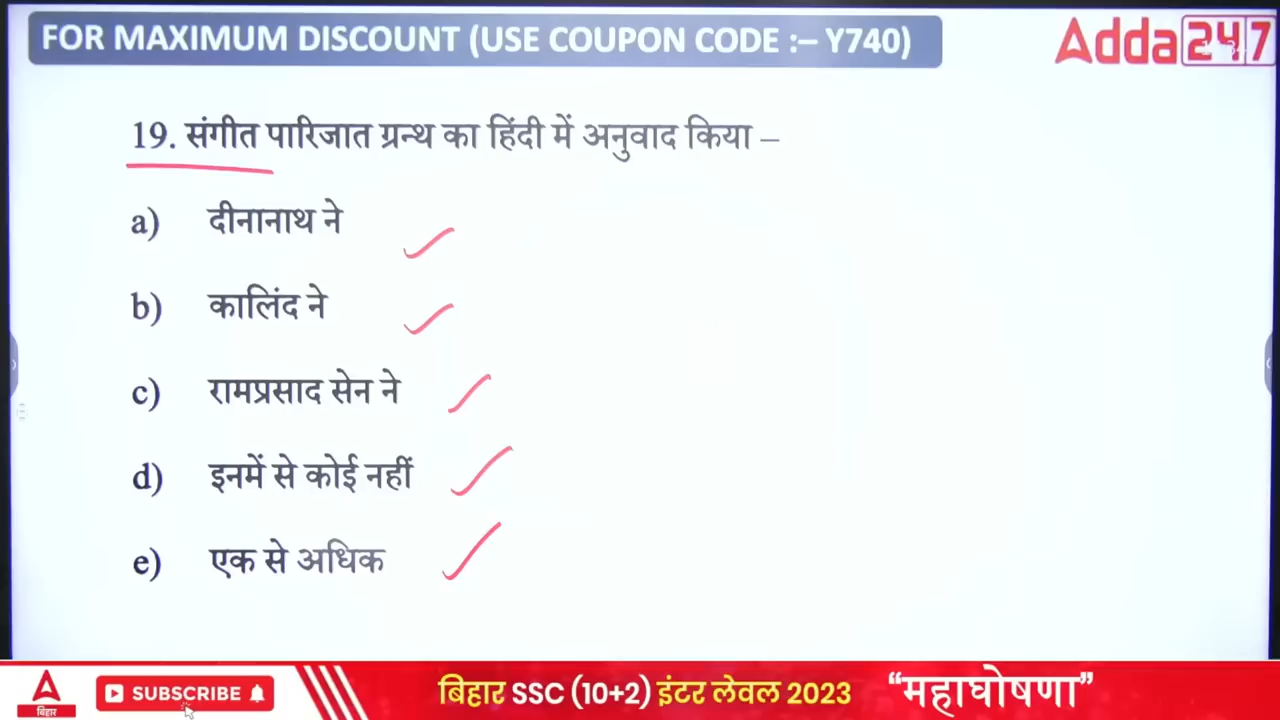 FOR MAXIMUM DISCOUNT (USE COUPON CODE :– Y740)
Adda247
19. संगीत पारिजात ग्रन्थ का हिंदी में अनुवाद किया –
a) दीनानाथ ने
b) कालिंद ने
c) रामप्रसाद सेन ने
d) इनमें से कोई नहीं
e) एक से अधिक
बिहार
SUBSCRIBE
बिहार SSC (10+2) इंटर लेवल 2023 “महाघोषणा”